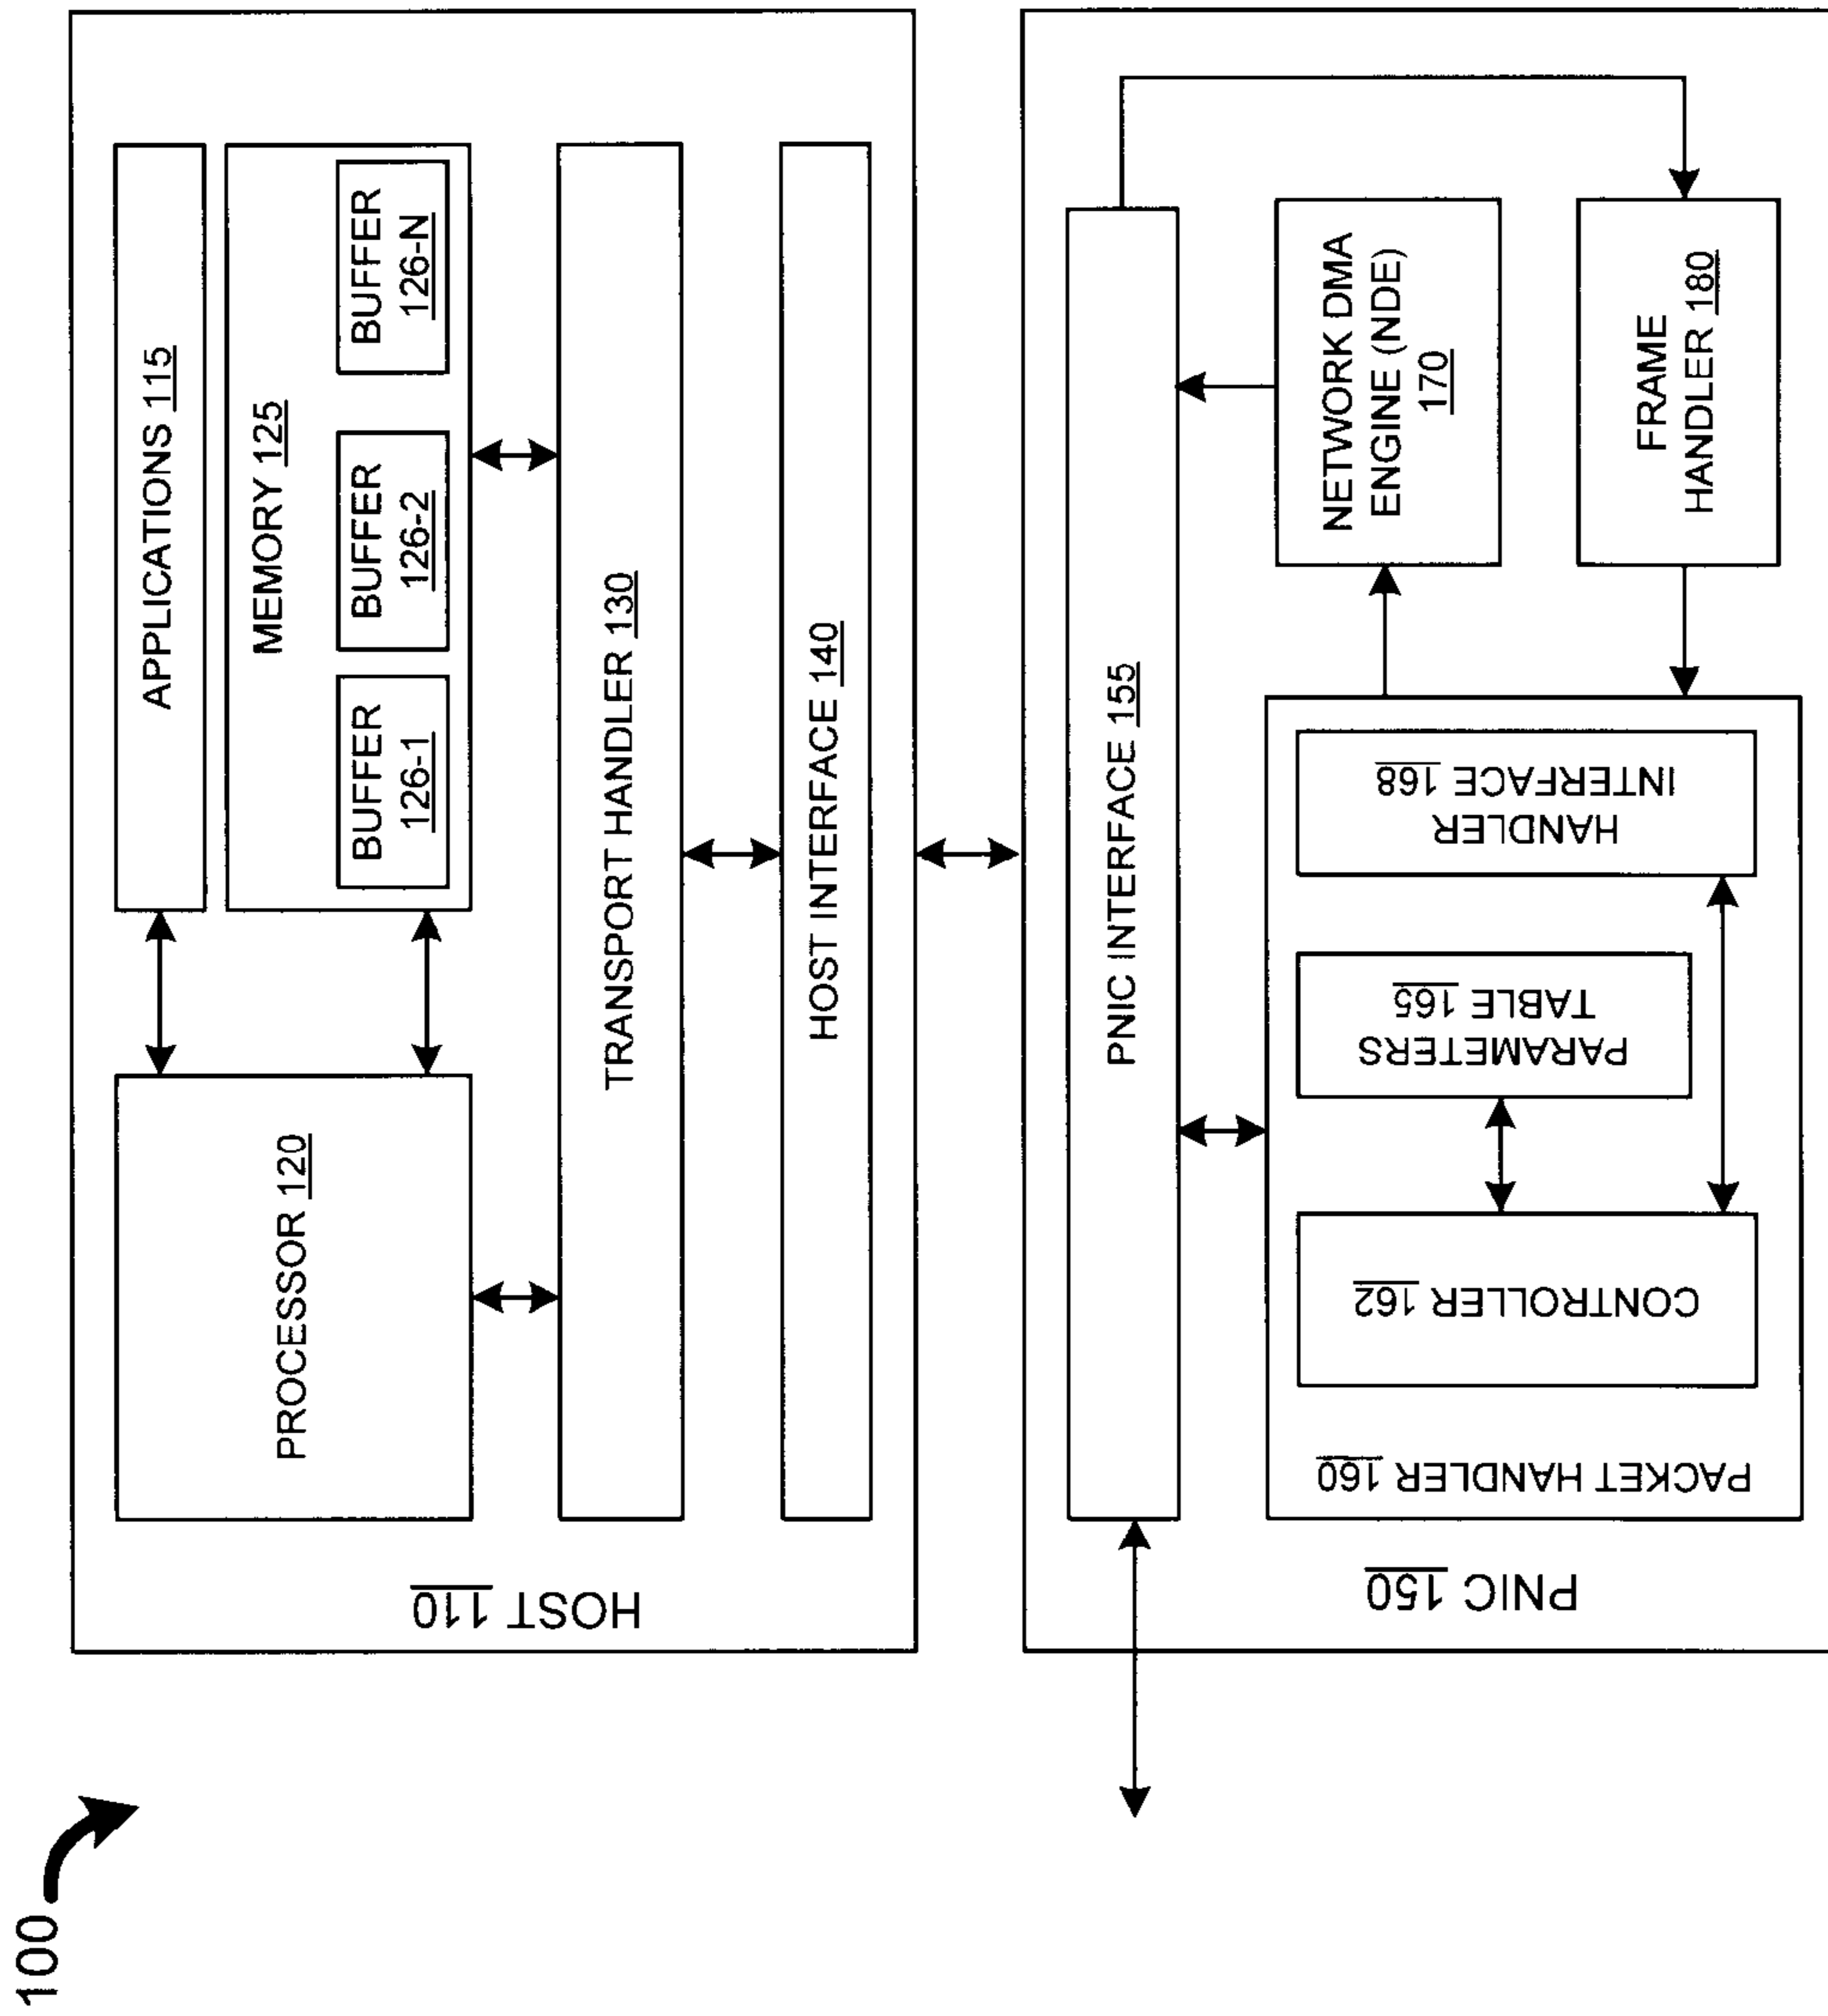 100
HOST 110
PROCESSOR 120
APPLICATIONS 115
MEMORY 125
BUFFER
126-1
BUFFER
126-2
BUFFER
126-N
TRANSPORT HANDLER 130
HOST INTERFACE 140
PNIC 150
PNIC INTERFACE 155
PACKET HANDLER 160
CONTROLLER 162
PARAMETERS
TABLE 165
HANDLER
INTERFACE 168
NETWORK DMA
ENGINE (NDE)
170
FRAME
HANDLER 180